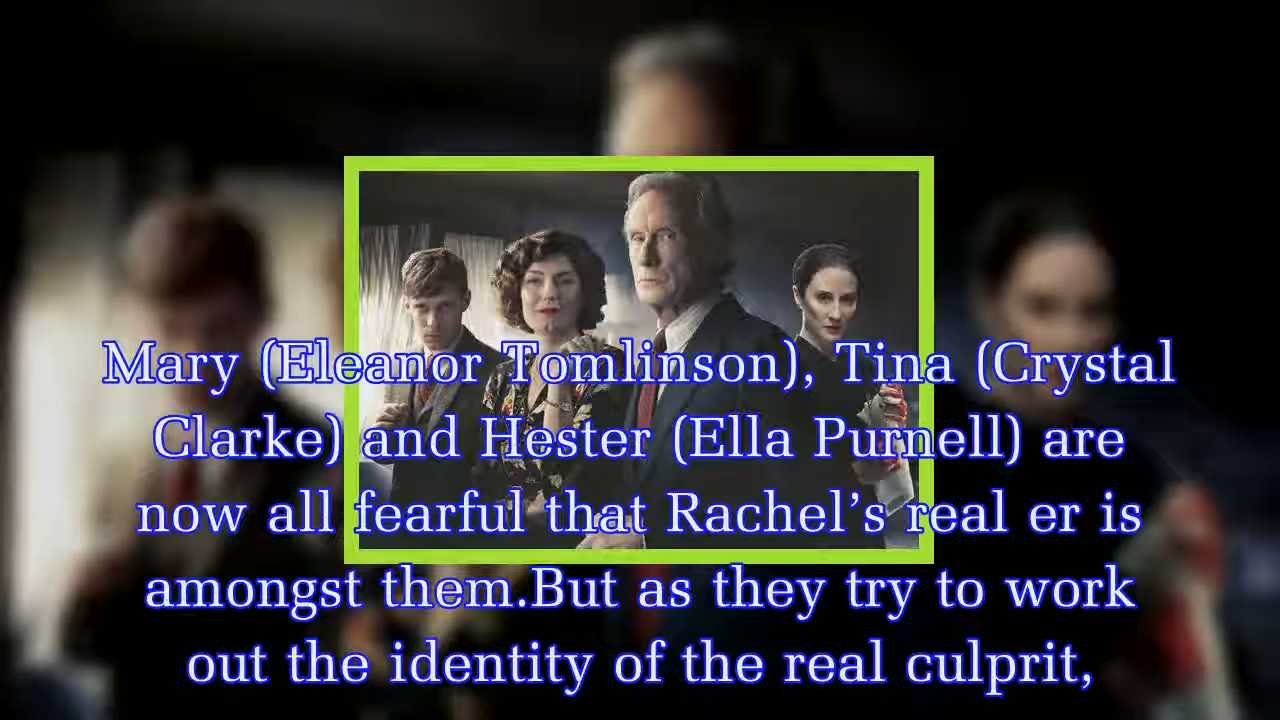 Mary (Eleanor Tomlinson), Tina (Crystal
Clarke) and Hester (Ella Purnell) are
now all fearful that Rachel’s real er is
amongst them.But as they try to work
out the identity of the real culprit,